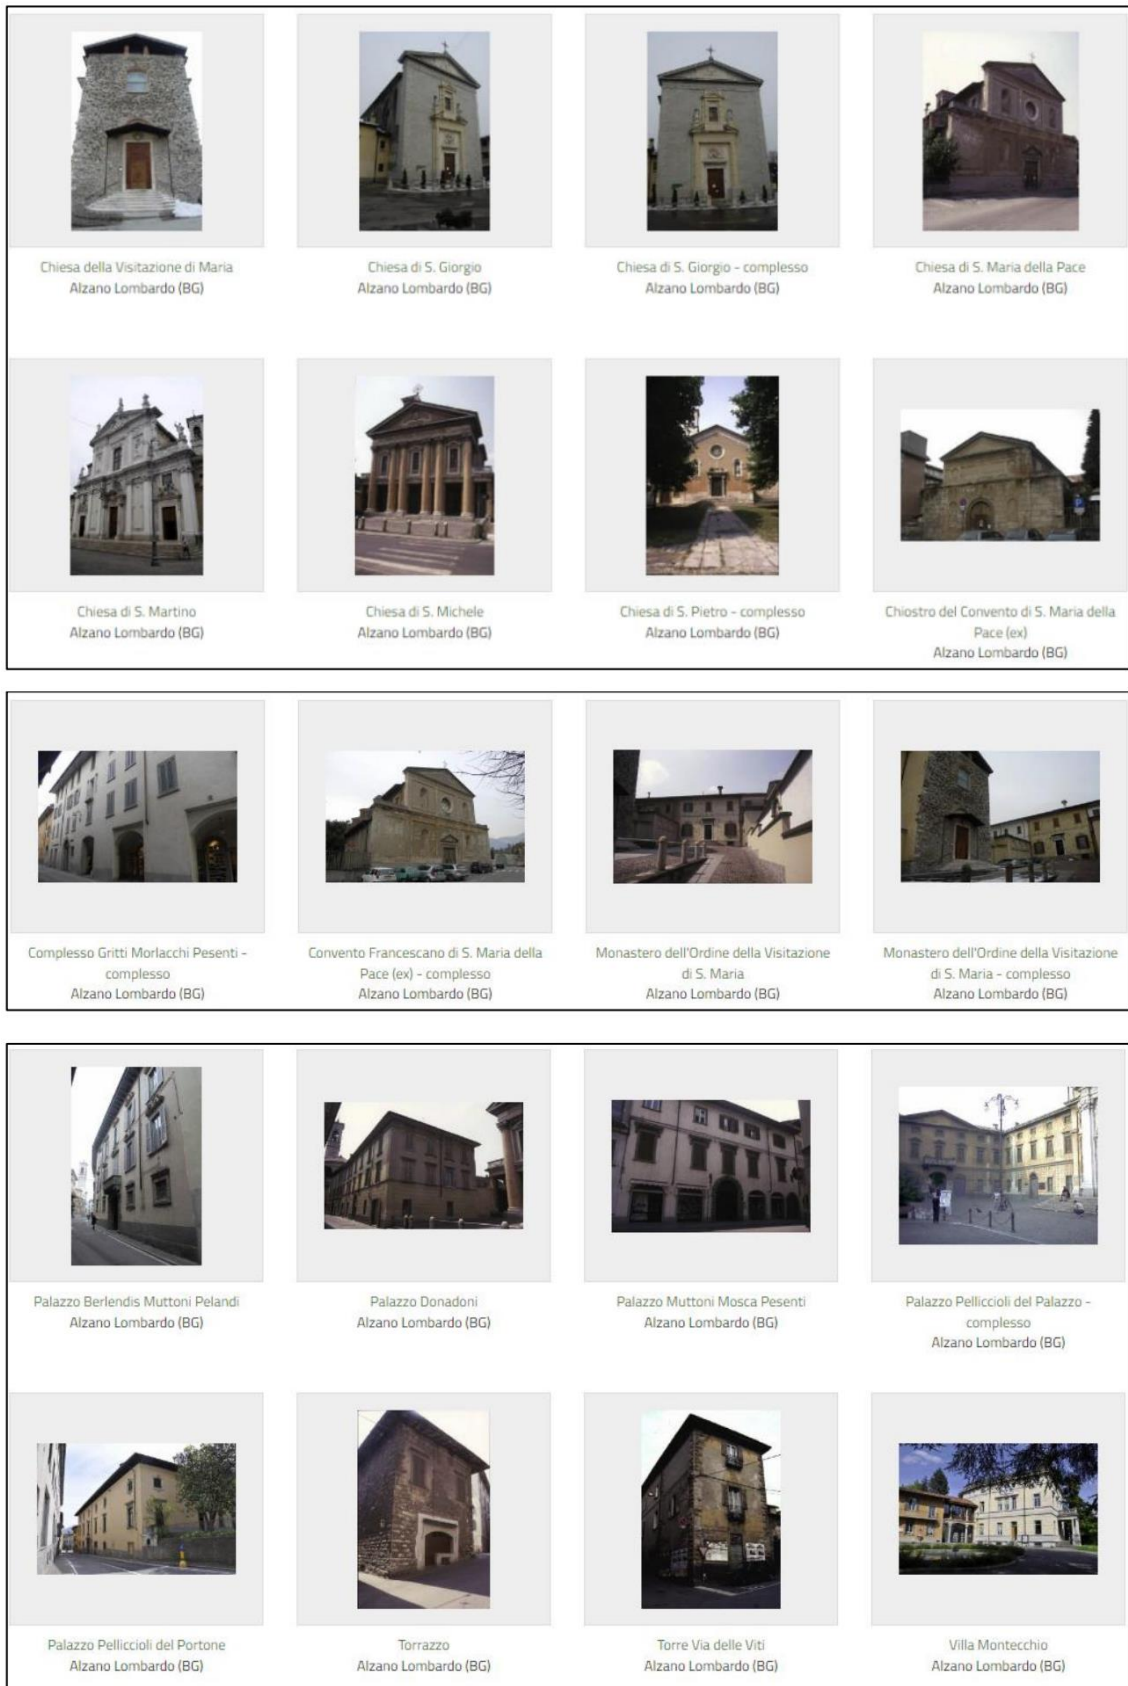 Chiesa della Visitazione di Maria
Alzano Lombardo (BG)
Chiesa di S. Giorgio
Alzano Lombardo (BG)
Chiesa di S. Giorgio - complesso
Alzano Lombardo (BG)
Chiesa di S. Maria della Pace
Alzano Lombardo (BG)
Chiesa di S. Martino
Alzano Lombardo (BG)
Chiesa di S. Michele
Alzano Lombardo (BG)
Chiesa di S. Pietro - complesso
Alzano Lombardo (BG)
Chiostro del Convento di S. Maria della
Pace (ex)
Alzano Lombardo (BG)
Complesso Gritti Morlacchi Pesenti -
complesso
Alzano Lombardo (BG)
Convento Francescano di S. Maria della
Pace (ex) - complesso
Alzano Lombardo (BG)
Monastero dell'Ordine della Visitazione
di S. Maria
Alzano Lombardo (BG)
Monastero dell'Ordine della Visitazione
di S. Maria - complesso
Alzano Lombardo (BG)
Palazzo Berlendis Muttoni Pelandi
Alzano Lombardo (BG)
Palazzo Donadoni
Alzano Lombardo (BG)
Palazzo Muttoni Mosca Pesenti
Alzano Lombardo (BG)
Palazzo Pelliccioli del Palazzo -
complesso
Alzano Lombardo (BG)
Palazzo Pelliccioli del Portone
Alzano Lombardo (BG)
Torrazzo
Alzano Lombardo (BG)
Torre Via delle Viti
Alzano Lombardo (BG)
Villa Montecchio
Alzano Lombardo (BG)